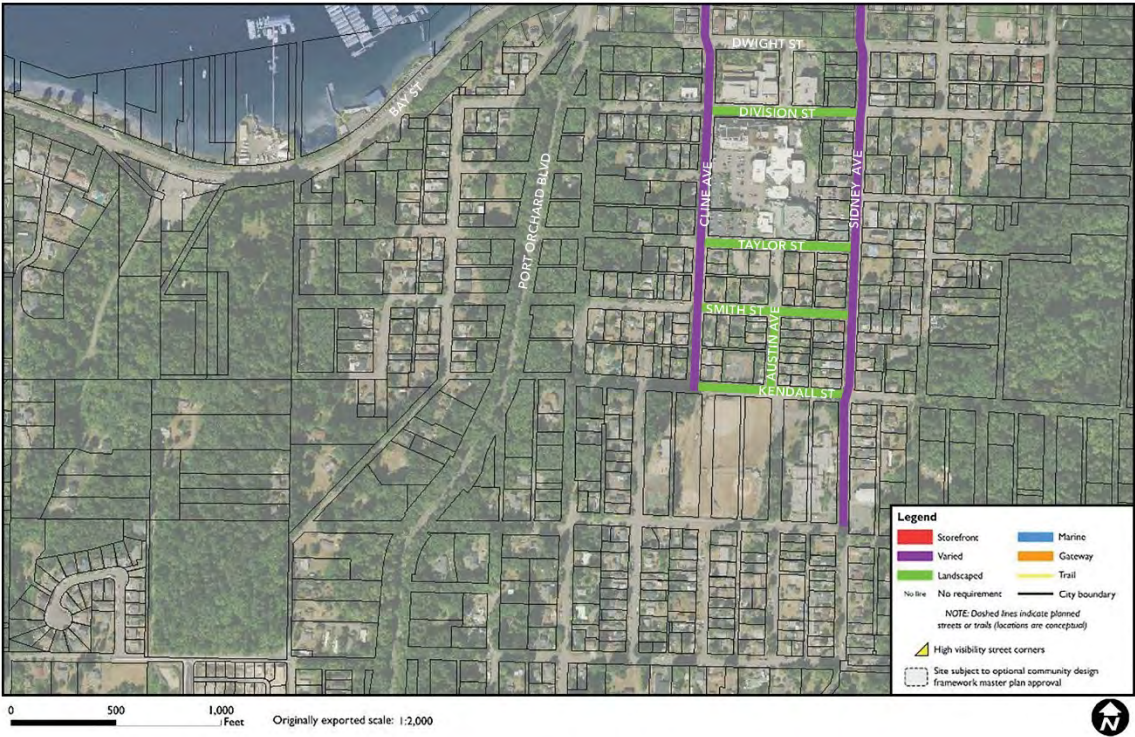 DWIGHT ST
BAY ST
DIVISION ST
PORT ORCHARD BLVD
CLINE AVE
SIDNEY AVE
TAYLOR ST
SMITH ST
AUSTIN AVE
KENDALL ST
Legend
Storefront
Marine
Varied
Gateway
Landscaped
Trail
No line No requirement
City boundary
NOTE: Dashed lines indicate planned
streets or trails (locations are conceptual)
High visibility street corners
Site subject to optional community design
framework master plan approval
0 500 1,000
Feet
Originally exported scale: 1:2,000
N